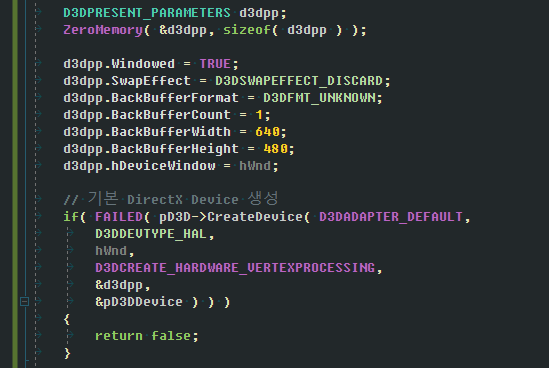 D3DPRESENT_PARAMETERS d3dpp;
ZeroMemory( &d3dpp, sizeof( d3dpp ) );
d3dpp.Windowed = TRUE;
d3dpp.SwapEffect = D3DSWAPEFFECT_DISCARD;
d3dpp.BackBufferFormat = D3DFMT_UNKNOWN;
d3dpp.BackBufferCount = 1;
d3dpp.BackBufferWidth = 640;
d3dpp.BackBufferHeight = 480;
d3dpp.hDeviceWindow = hWnd;
// 기본 DirectX Device 생성
if( FAILED( pD3D->CreateDevice( D3DADAPTER_DEFAULT,
D3DDEVTYPE_HAL,
hWnd,
D3DCREATE_HARDWARE_VERTEXPROCESSING,
&d3dpp,
&pD3DDevice ) ) )
{
return false;
}